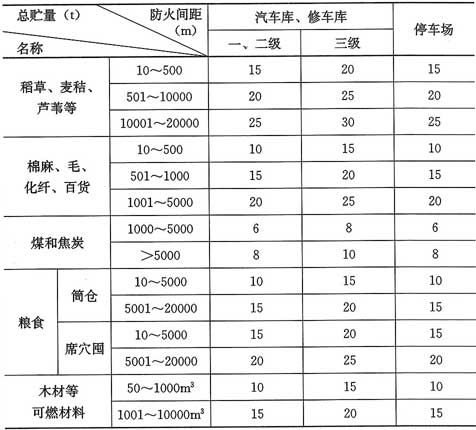 总贮量（t） 防火间距（m） 名称 汽车库、修车库 停车场
一、二级 三级
稻草、麦秸、芦苇等 10～500 15 20 15
501～10000 20 25 20
10001～20000 25 30 25
棉麻、毛、化纤、百货 10～500 10 15 10
501～1000 15 20 15
1001～5000 20 25 20
煤和焦炭 1000～5000 6 8 6
＞5000 8 10 8
粮食 筒仓 10～5000 10 15 10
5001～20000 15 20 15
席穴囤 10～5000 15 20 15
5001～20000 20 25 20
木材等可燃材料 50～1000m³ 10 15 10
1001～10000m³ 15 20 15